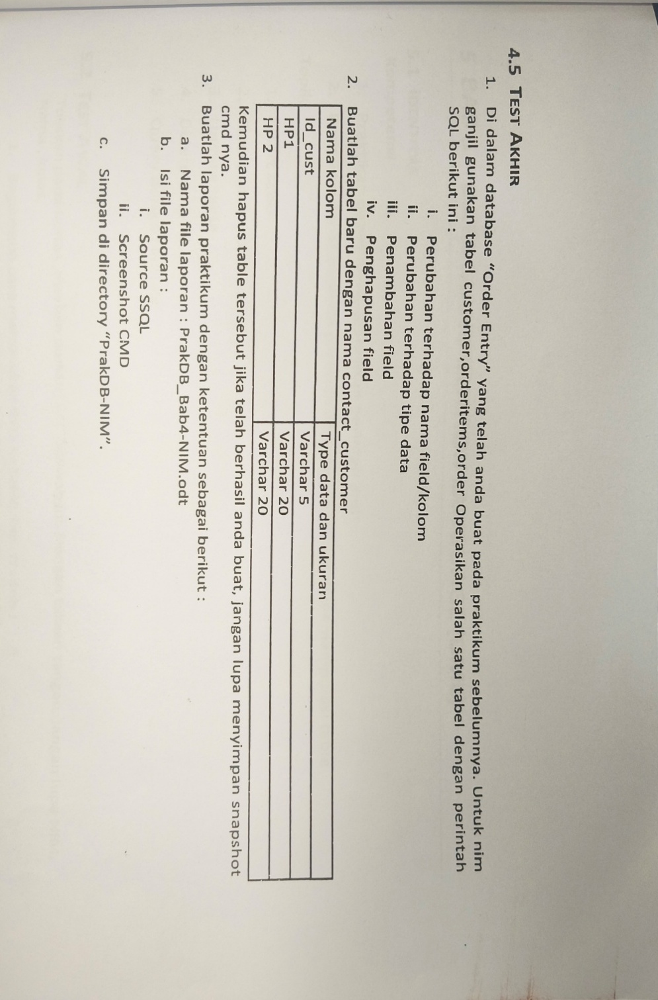 4.5 TEST AKHIR
1. Di dalam database “Order Entry” yang telah anda buat pada praktikum sebelumnya. Untuk nim
ganjil gunakan tabel customer,orderitems,order Operasikan salah satu tabel dengan perintah
SQL berikut ini :
i. Perubahan terhadap nama field/kolom
ii. Perubahan terhadap tipe data
iii. Penambahan field
iv. Penghapusan field
2. Buatlah tabel baru dengan nama contact_customer
Nama kolom Type data dan ukuran
Id_cust Varchar 5
HP1 Varchar 20
HP 2 Varchar 20
Kemudian hapus table tersebut jika telah berhasil anda buat, jangan lupa menyimpan snapshot
cmd nya.
3. Buatlah laporan praktikum dengan ketentuan sebagai berikut :
a. Nama file laporan : PrakDB_Bab4-NIM.odt
b. Isi file laporan :
i. Source SSQL
ii. Screenshot CMD
c. Simpan di directory “PrakDB-NIM”.